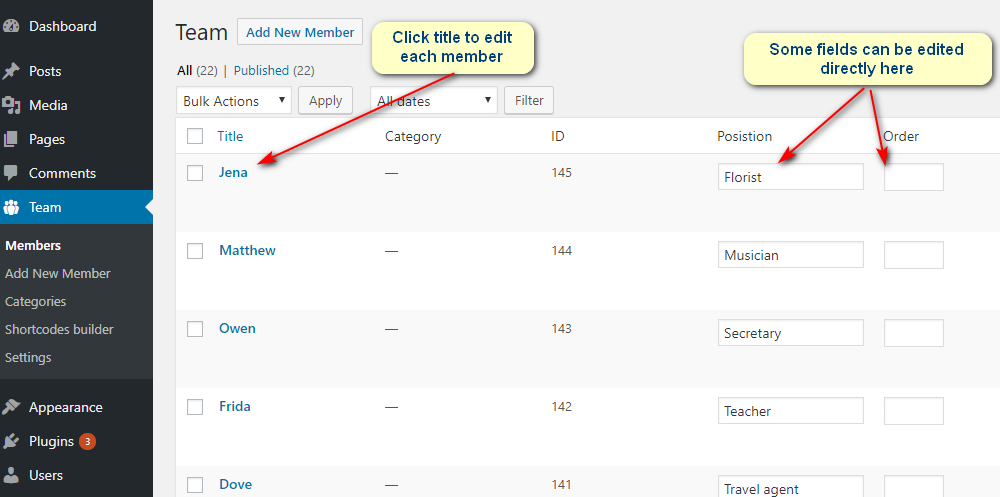 Dashboard
Posts
Media
Pages
Comments
Team
Members
Add New Member
Categories
Shortcodes builder
Settings
Appearance
Plugins 3
Users
Team Add New Member
Click title to edit
each member
Some fields can be edited
directly here
All (22) | Published (22)
Bulk Actions Apply All dates Filter
Title Category ID Posistion Order
Jena — 145 Florist
Matthew — 144 Musician
Owen — 143 Secretary
Frida — 142 Teacher
Dove — 141 Travel agent